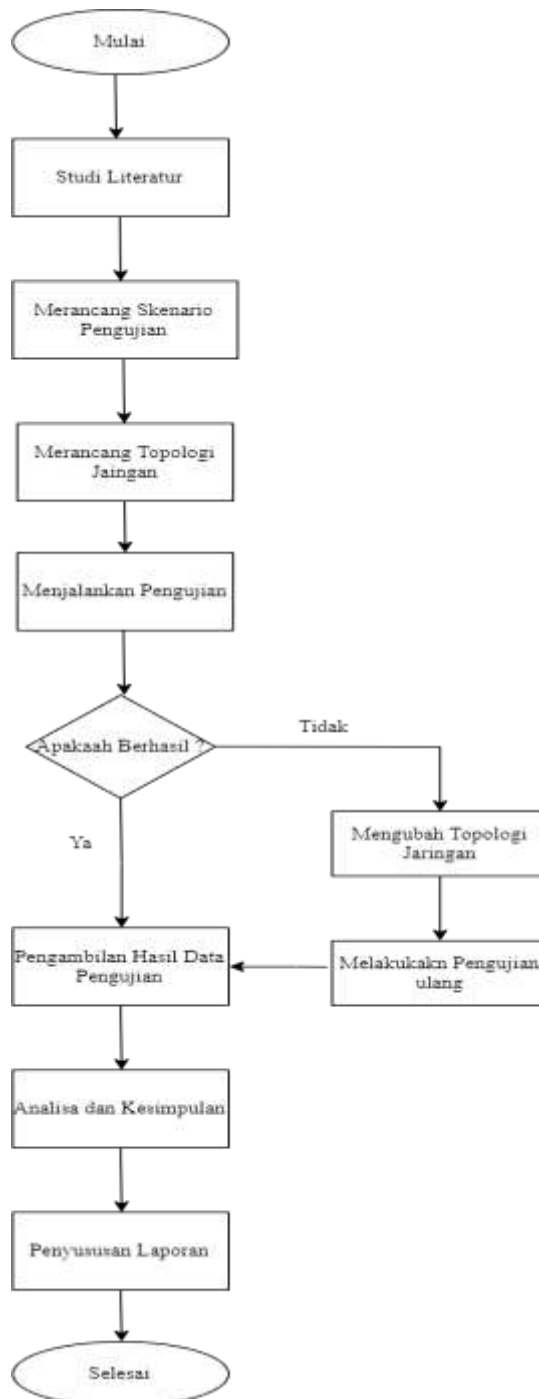 Mulai
Studi Literatur
Merancang Skenario
Pengujian
Merancang Topologi
Jaingan
Menjalankan Pengujian
Apakaah Berhasil ?
Tidak
Mengubah Topologi
Jaringan
Ya
Melakukakn Pengujian
ulang
Pengambilan Hasil Data
Pengujian
Analisa dan Kesimpulan
Penyususan Laporan
Selesai